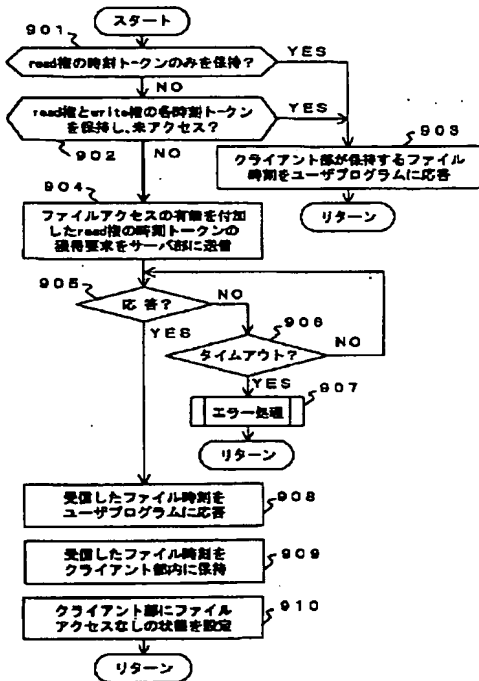 スタート
901
read権の時刻トークンのみを保持？
YES
NO
read権とwrite権の各時刻トークン
を保持し、未アクセス？
YES
902
NO
903
クライアント部が保持するファイル
時刻をユーザプログラムに応答
リターン
904
ファイルアクセスの有無を付加
したread権の時刻トークンの
獲得要求をサーバ部に送信
905
応答？
NO
YES
906
タイムアウト？
NO
YES
907
エラー処理
リターン
受信したファイル時刻を
ユーザプログラムに応答
908
受信したファイル時刻を
クライアント部内に保持
909
クライアント部にファイル
アクセスなしの状態を設定
910
リターン